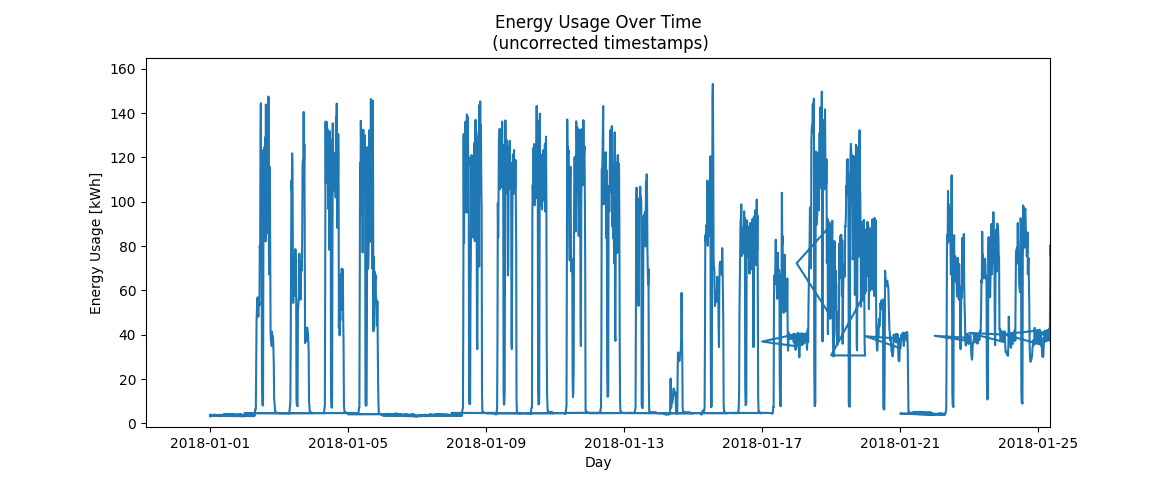 Energy Usage Over Time
(uncorrected timestamps)
160
140
120
100
80
60
40
20
0
Energy Usage [kWh]
2018-01-01 2018-01-05 2018-01-09 2018-01-13 2018-01-17 2018-01-21 2018-01-25
Day